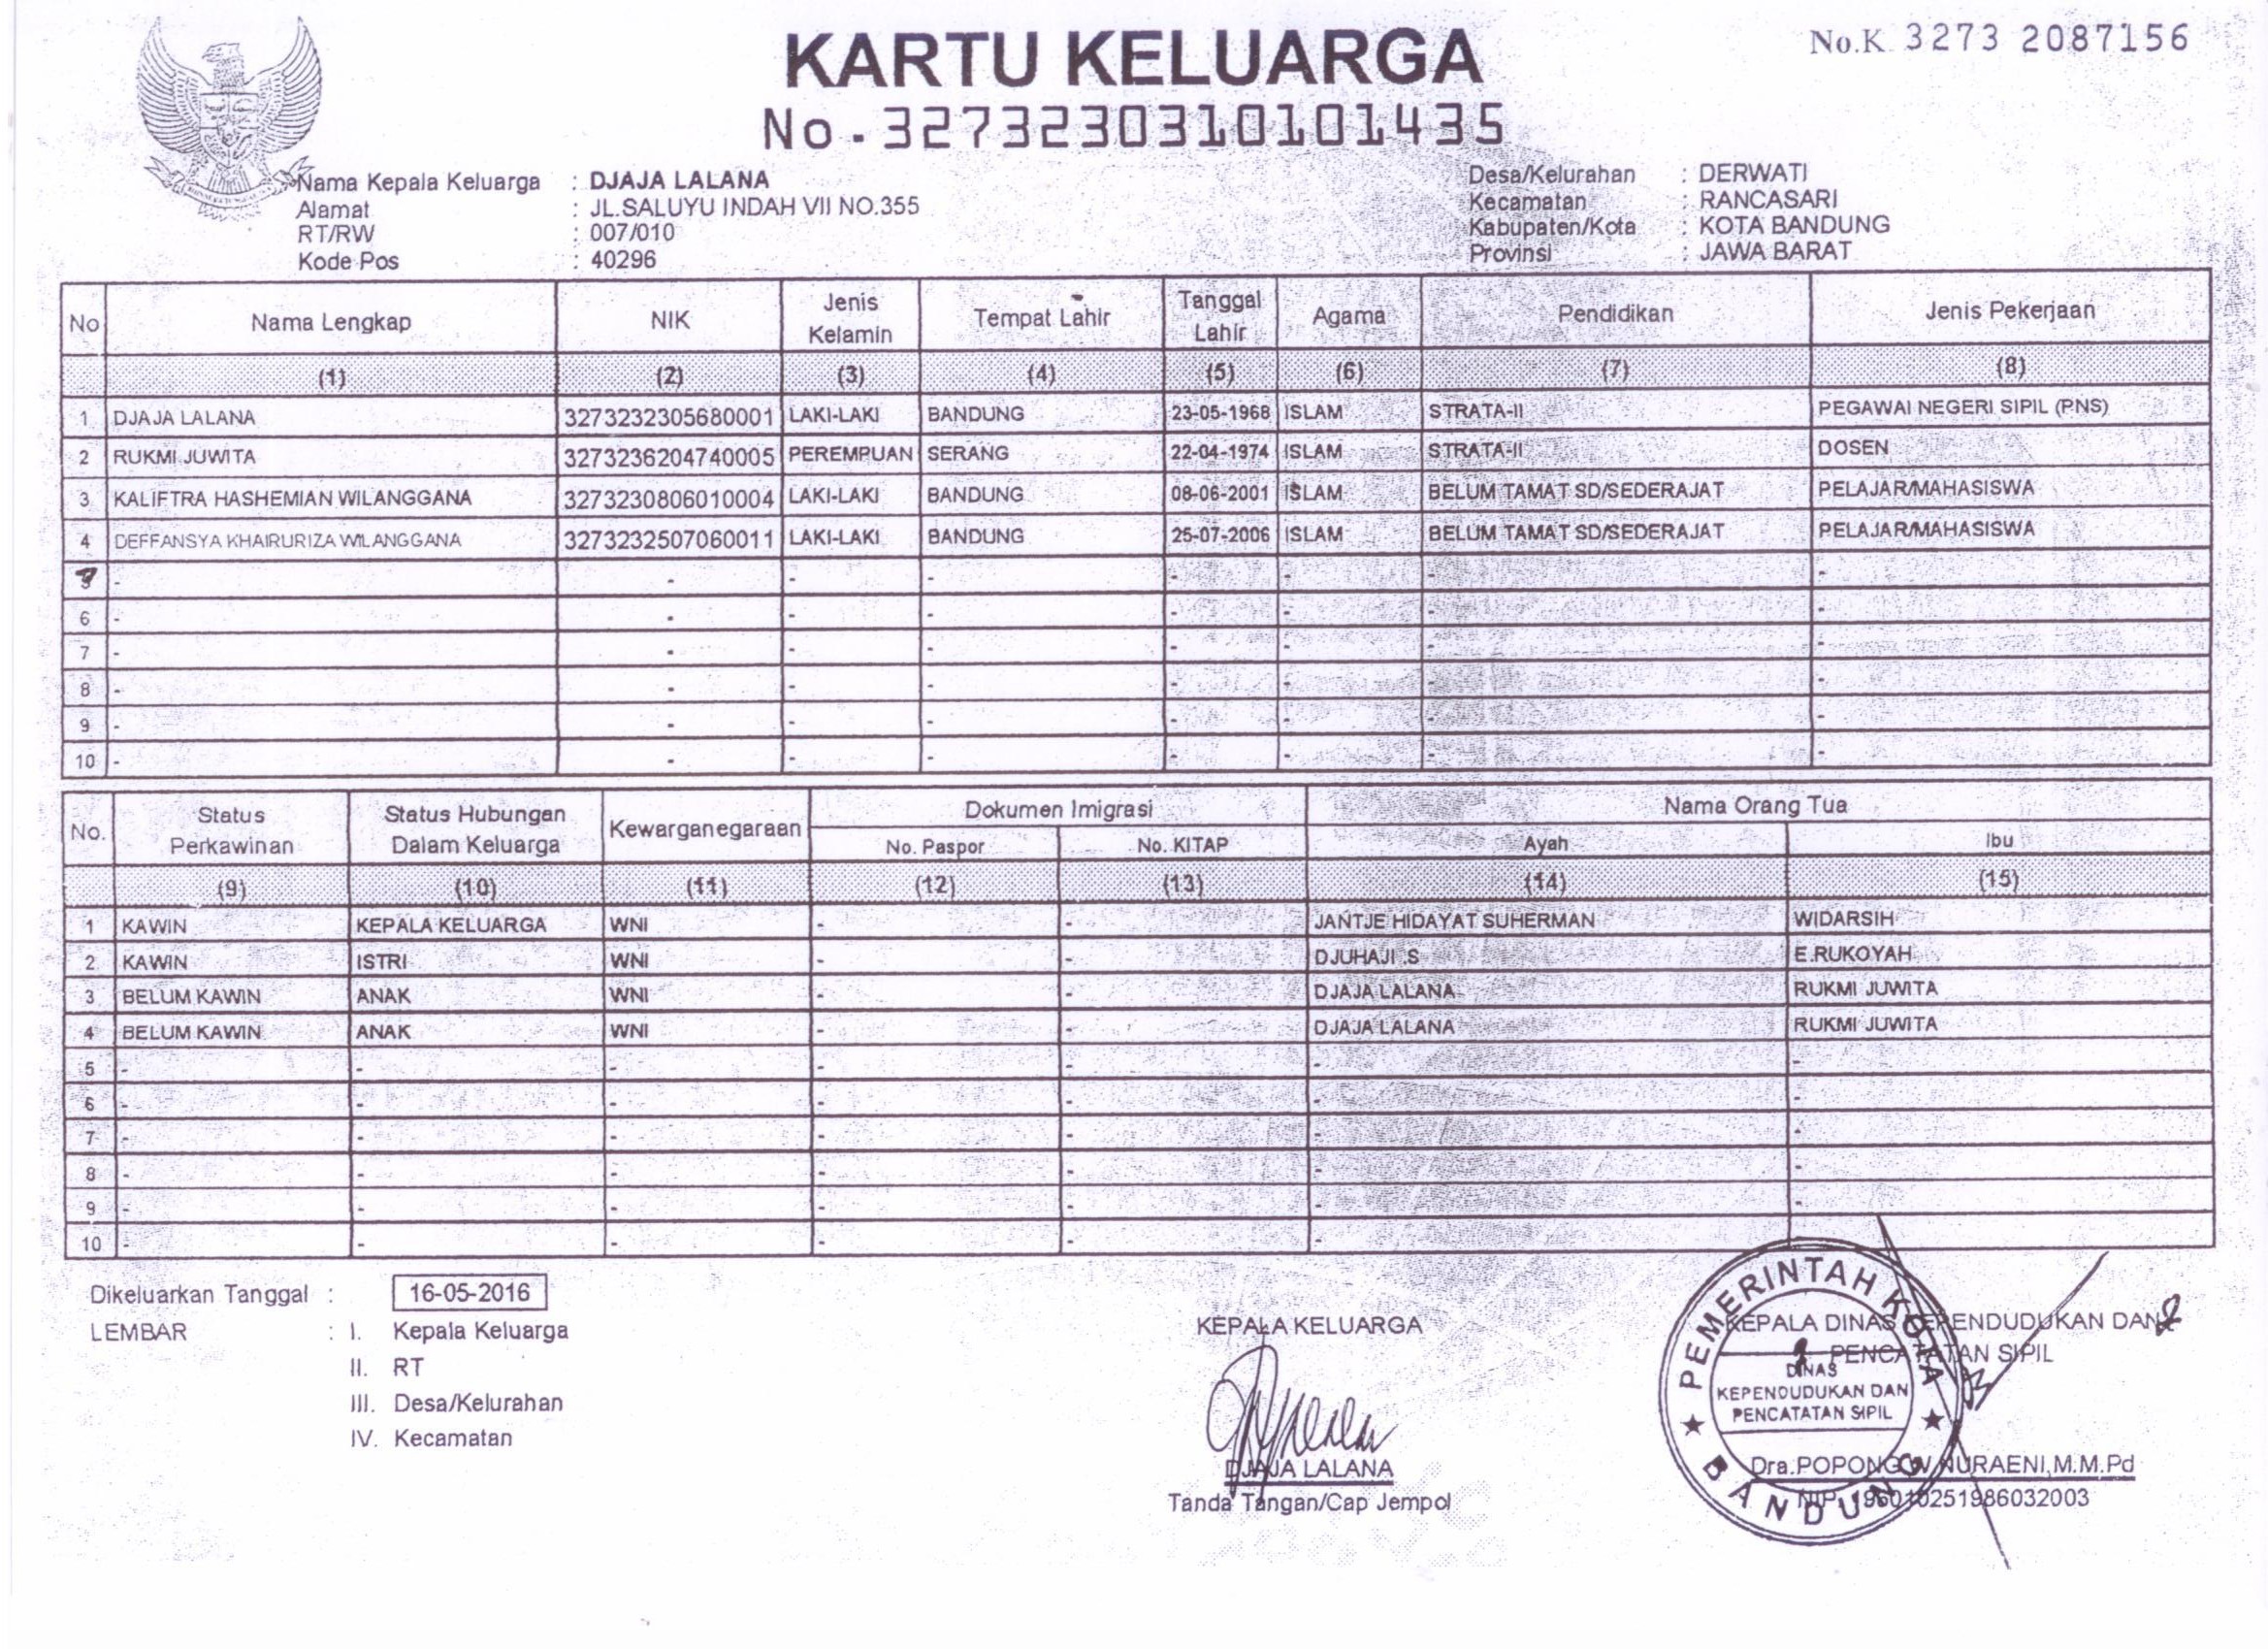 KARTU KELUARGA
No.K 3273 2087156
No.3273230310101435
Nama Kepala Keluarga : DJAJA LALANA
Alamat : JL.SALUYU INDAH VII NO.355
RT/RW : 007/010
Kode Pos : 40296
Desa/Kelurahan : DERWATI
Kecamatan : RANCASARI
Kabupaten/Kota : KOTA BANDUNG
Provinsi : JAWA BARAT
No Nama Lengkap NIK Jenis Kelamin Tempat Lahir Tanggal Lahir Agama Pendidikan Jenis Pekerjaan
(1) (2) (3) (4) (5) (6) (7) (8)
1 DJAJA LALANA 3273232305680001 LAKI-LAKI BANDUNG 23-05-1968 ISLAM STRATA-II PEGAWAI NEGERI SIPIL (PNS)
2 RUKMI JUWITA 3273236204740005 PEREMPUAN SERANG 22-04-1974 ISLAM STRATA-II DOSEN
3 KALIFTRA HASHEMIAN WILANGGANA 3273230806010004 LAKI-LAKI BANDUNG 08-06-2001 ISLAM BELUM TAMAT SD/SEDERAJAT PELAJAR/MAHASISWA
4 DEFFANSYA KHAIRURIZA WILANGGANA 3273232507060011 LAKI-LAKI BANDUNG 25-07-2006 ISLAM BELUM TAMAT SD/SEDERAJAT PELAJAR/MAHASISWA
5 - - - - - - - -
6 - - - - - - - -
7 - - - - - - - -
8 - - - - - - - -
9 - - - - - - - -
10 - - - - - - - -
No. Status Perkawinan Status Hubungan Dalam Keluarga Kewarganegaraan Dokumen Imigrasi Nama Orang Tua
No. Paspor No. KITAP Ayah Ibu
(9) (10) (11) (12) (13) (14) (15)
1 KAWIN KEPALA KELUARGA WNI - - JANTJE HIDAYAT SUHERMAN WIDARSIH
2 KAWIN ISTRI WNI - - DJUHAJI S E.RUKOYAH
3 BELUM KAWIN ANAK WNI - - DJAJA LALANA RUKMI JUWITA
4 BELUM KAWIN ANAK WNI - - DJAJA LALANA RUKMI JUWITA
5 - - - - - - -
6 - - - - - - -
7 - - - - - - -
8 - - - - - - -
9 - - - - - - -
10 - - - - - - -
Dikeluarkan Tanggal : 16-05-2016
LEMBAR : I. Kepala Keluarga
II. RT
III. Desa/Kelurahan
IV. Kecamatan
KEPALA KELUARGA
DJAJA LALANA
Tanda Tangan/Cap Jempol
KEPALA DINAS KEPENDUDUKAN DAN
PENCATATAN SIPIL
PEMERINTAH KOTA
DINAS
KEPENDUDUKAN DAN
PENCATATAN SIPIL
BANDUNG
Dra.POPONG W NURAENI,M.M.Pd
NIP. 196010251986032003